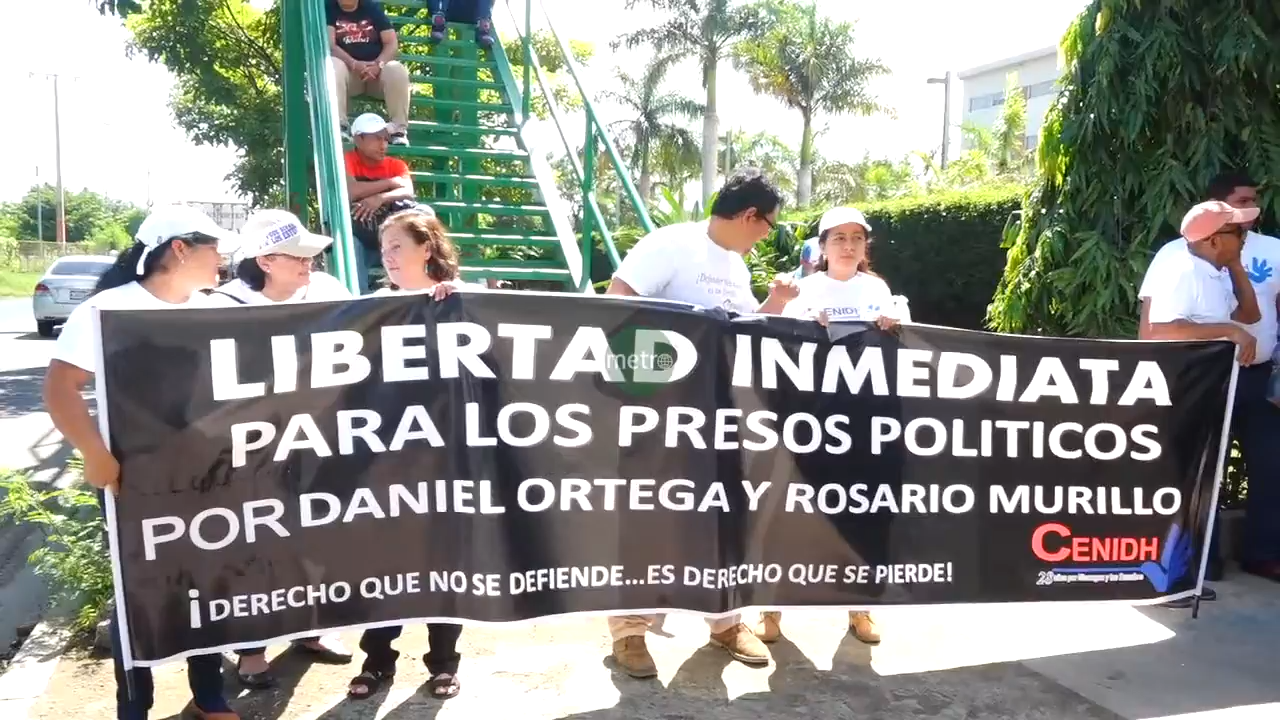 LIBERTAD INMEDIATA
PARA LOS PRESOS POLITICOS
POR DANIEL ORTEGA Y ROSARIO MURILLO
CENIDH
¡DERECHO QUE NO SE DEFIENDE...ES DERECHO QUE SE PIERDE!
metro
CENIDH